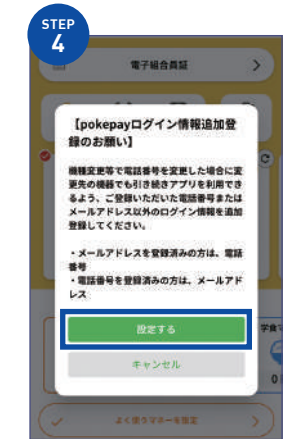 STEP
4
電子組合員証
【pokepayログイン情報追加登
録のお願い】
機種変更等で電話番号を変更した場合に変
更先の機器でも引き続きアプリを利用でき
るよう、ご登録いただいた電話番号または
メールアドレス以外のログイン情報を追加
登録してください。
・メールアドレスを登録済みの方は、電話
番号
・電話番号を登録済みの方は、メールアド
レス
設定する
学食
0
キャンセル
よく使うマネーを指定